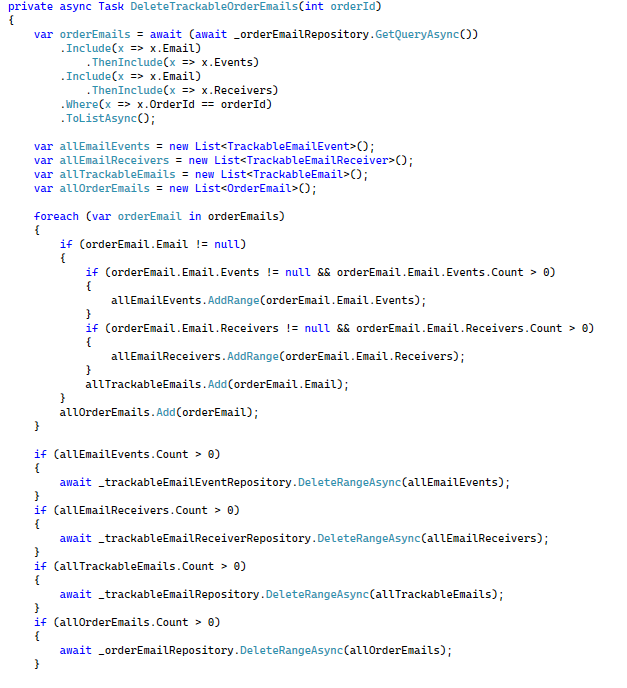 private async Task DeleteTrackableOrderEmails(int orderId)
{
    var orderEmails = await (await _orderEmailRepository.GetQueryAsync())
        .Include(x => x.Email)
            .ThenInclude(x => x.Events)
        .Include(x => x.Email)
            .ThenInclude(x => x.Receivers)
        .Where(x => x.OrderId == orderId)
        .ToListAsync();

    var allEmailEvents = new List<TrackableEmailEvent>();
    var allEmailReceivers = new List<TrackableEmailReceiver>();
    var allTrackableEmails = new List<TrackableEmail>();
    var allOrderEmails = new List<OrderEmail>();

    foreach (var orderEmail in orderEmails)
    {
        if (orderEmail.Email != null)
        {
            if (orderEmail.Email.Events != null && orderEmail.Email.Events.Count > 0)
            {
                allEmailEvents.AddRange(orderEmail.Email.Events);
            }
            if (orderEmail.Email.Receivers != null && orderEmail.Email.Receivers.Count > 0)
            {
                allEmailReceivers.AddRange(orderEmail.Email.Receivers);
            }
            allTrackableEmails.Add(orderEmail.Email);
        }
        allOrderEmails.Add(orderEmail);
    }

    if (allEmailEvents.Count > 0)
    {
        await _trackableEmailEventRepository.DeleteRangeAsync(allEmailEvents);
    }
    if (allEmailReceivers.Count > 0)
    {
        await _trackableEmailReceiverRepository.DeleteRangeAsync(allEmailReceivers);
    }
    if (allTrackableEmails.Count > 0)
    {
        await _trackableEmailRepository.DeleteRangeAsync(allTrackableEmails);
    }
    if (allOrderEmails.Count > 0)
    {
        await _orderEmailRepository.DeleteRangeAsync(allOrderEmails);
    }